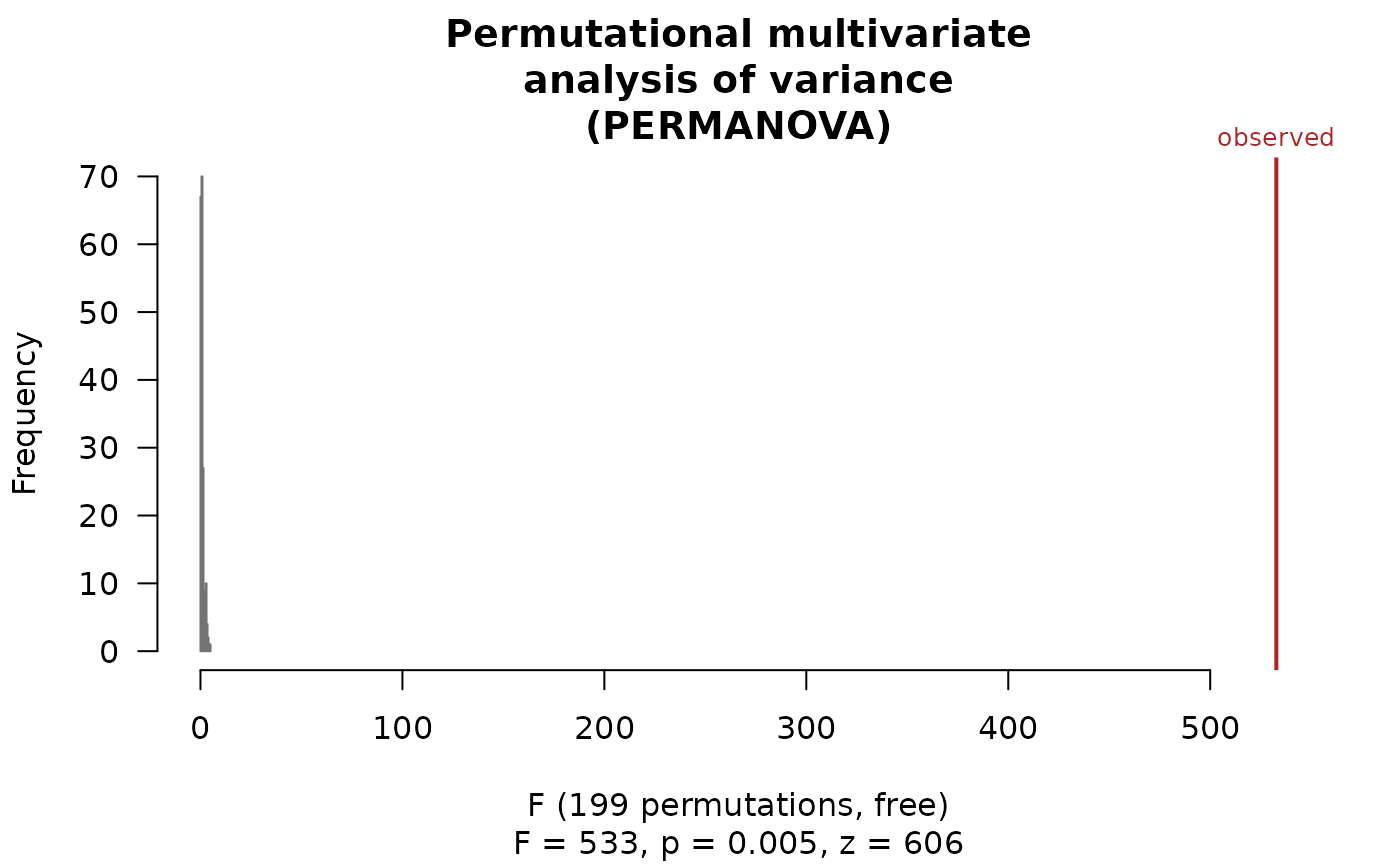 Permutational multivariate
analysis of variance
(PERMANOVA)
observed
70
60
50
40
30
20
10
0
Frequency
0 100 200 300 400 500
F (199 permutations, free)
F = 533, p = 0.005, z = 606